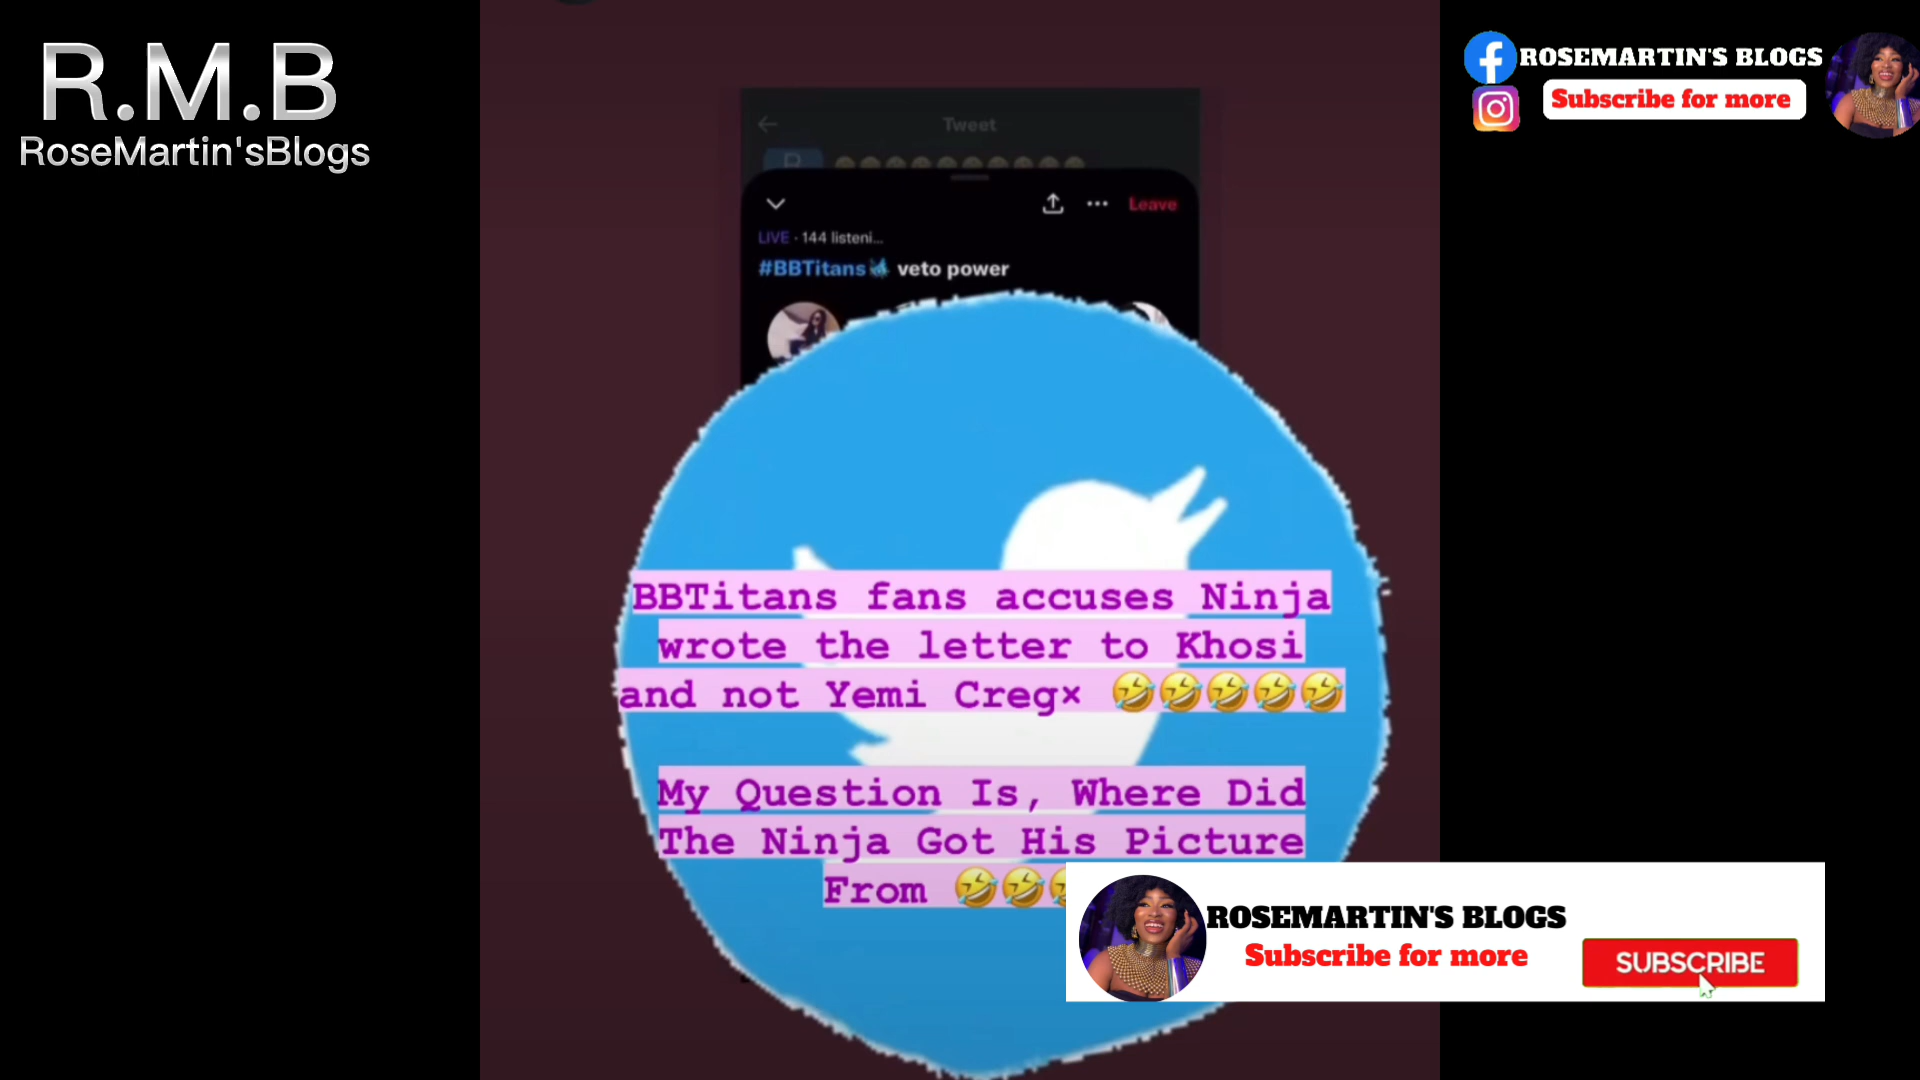 R.M.B
RoseMartin'sBlogs
ROSEMARTIN'S BLOGS
Subscribe for more
Tweet
Leave
LIVE · 144 listeni...
#BBTitans veto power
BBTitans fans accuses Ninja
wrote the letter to Khosi
and not Yemi Creg× 🤣🤣🤣🤣🤣
My Question Is, Where Did
The Ninja Got His Picture
From 🤣🤣🤣
ROSEMARTIN'S BLOGS
Subscribe for more
SUBSCRIBE